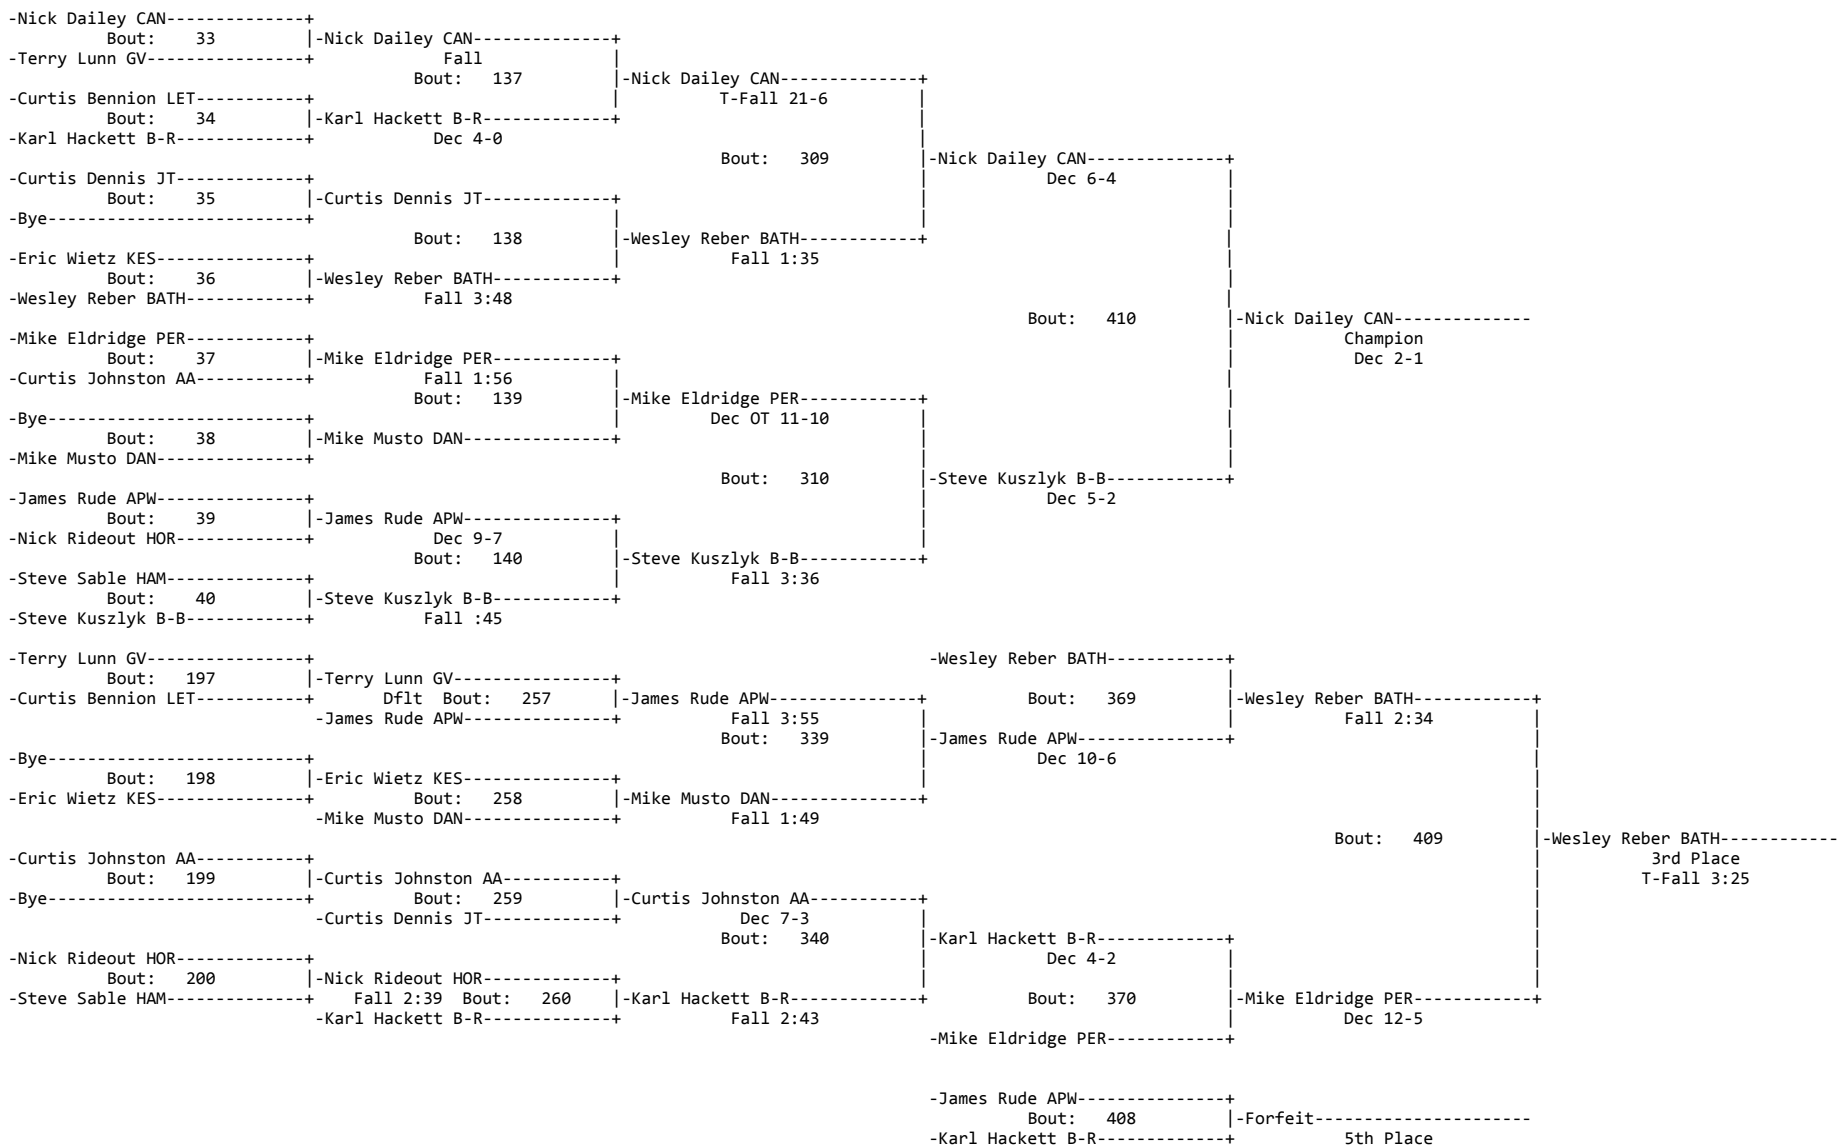 -Nick Dailey CAN--------------+
Bout: 33 |-Nick Dailey CAN--------------+
-Terry Lunn GV----------------+ Fall |
Bout: 137 |-Nick Dailey CAN--------------+
-Curtis Bennion LET-----------+ | T-Fall 21-6 |
Bout: 34 |-Karl Hackett B-R-------------+ |
-Karl Hackett B-R-------------+ Dec 4-0 |
Bout: 309 |-Nick Dailey CAN--------------+
-Curtis Dennis JT-------------+ | Dec 6-4 |
Bout: 35 |-Curtis Dennis JT-------------+ | |
-Bye--------------------------+ | | |
Bout: 138 |-Wesley Reber BATH------------+ |
-Eric Wietz KES---------------+ | Fall 1:35 |
Bout: 36 |-Wesley Reber BATH------------+ |
-Wesley Reber BATH------------+ Fall 3:48 |
Bout: 410 |-Nick Dailey CAN--------------
-Mike Eldridge PER------------+ | Champion
Bout: 37 |-Mike Eldridge PER------------+ | Dec 2-1
-Curtis Johnston AA-----------+ Fall 1:56 | |
Bout: 139 |-Mike Eldridge PER------------+ |
-Bye--------------------------+ | Dec OT 11-10 | |
Bout: 38 |-Mike Musto DAN---------------+ | |
-Mike Musto DAN---------------+ | |
Bout: 310 |-Steve Kuszlyk B-B------------+
-James Rude APW---------------+ | Dec 5-2
Bout: 39 |-James Rude APW---------------+ |
-Nick Rideout HOR-------------+ Dec 9-7 | |
Bout: 140 |-Steve Kuszlyk B-B------------+
-Steve Sable HAM--------------+ | Fall 3:36
Bout: 40 |-Steve Kuszlyk B-B------------+
-Steve Kuszlyk B-B------------+ Fall :45
-Terry Lunn GV----------------+ -Wesley Reber BATH------------+
Bout: 197 |-Terry Lunn GV----------------+ |
-Curtis Bennion LET-----------+ Dflt Bout: 257 |-James Rude APW---------------+ Bout: 369 |-Wesley Reber BATH------------+
-James Rude APW---------------+ Fall 3:55 | | Fall 2:34 |
Bout: 339 |-James Rude APW---------------+ |
-Bye--------------------------+ | Dec 10-6 |
Bout: 198 |-Eric Wietz KES---------------+ | |
-Eric Wietz KES---------------+ Bout: 258 |-Mike Musto DAN---------------+ |
-Mike Musto DAN---------------+ Fall 1:49 |
Bout: 409 |-Wesley Reber BATH------------
-Curtis Johnston AA-----------+ | 3rd Place
Bout: 199 |-Curtis Johnston AA-----------+ | T-Fall 3:25
-Bye--------------------------+ Bout: 259 |-Curtis Johnston AA-----------+ |
-Curtis Dennis JT-------------+ Dec 7-3 | |
Bout: 340 |-Karl Hackett B-R-------------+ |
-Nick Rideout HOR-------------+ | Dec 4-2 | |
Bout: 200 |-Nick Rideout HOR-------------+ | | |
-Steve Sable HAM--------------+ Fall 2:39 Bout: 260 |-Karl Hackett B-R-------------+ Bout: 370 |-Mike Eldridge PER------------+
-Karl Hackett B-R-------------+ Fall 2:43 | Dec 12-5
-Mike Eldridge PER------------+
-James Rude APW---------------+
Bout: 408 |-Forfeit----------------------
-Karl Hackett B-R-------------+ 5th Place